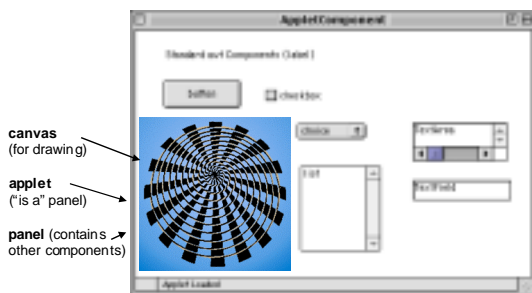 AppletComponent
Standard awt Components (label)
button
checkbox
canvas
(for drawing)
applet
("is a" panel)
panel (contains
other components)
choice
list
TextArea
TextField
Applet Loaded